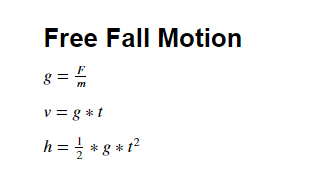 Free Fall Motion
g = F/m
v = g * t
h = 1/2 * g * t²